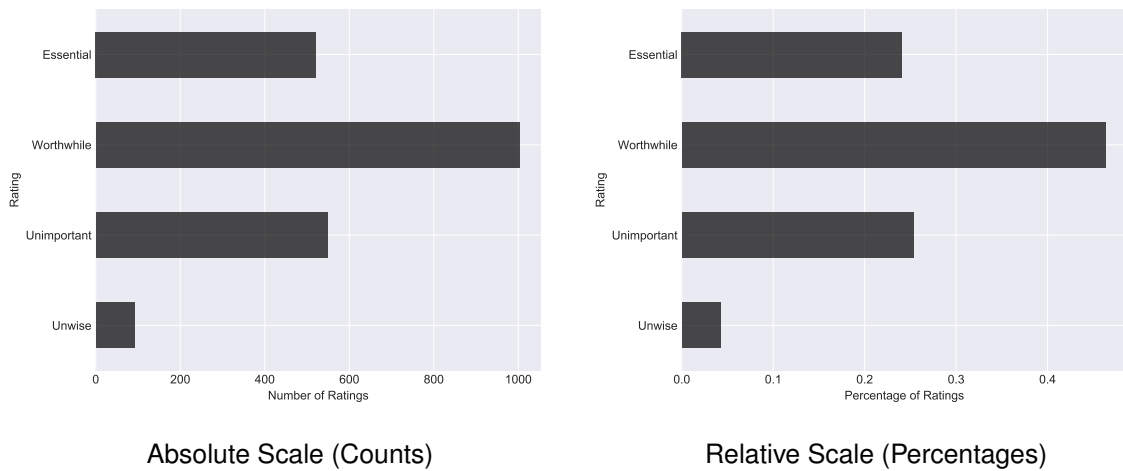 Essential
Worthwhile
Unimportant
Unwise
Rating
0 200 400 600 800 1000
Number of Ratings
Absolute Scale (Counts)
Essential
Worthwhile
Unimportant
Unwise
Rating
0.0 0.1 0.2 0.3 0.4
Percentage of Ratings
Relative Scale (Percentages)